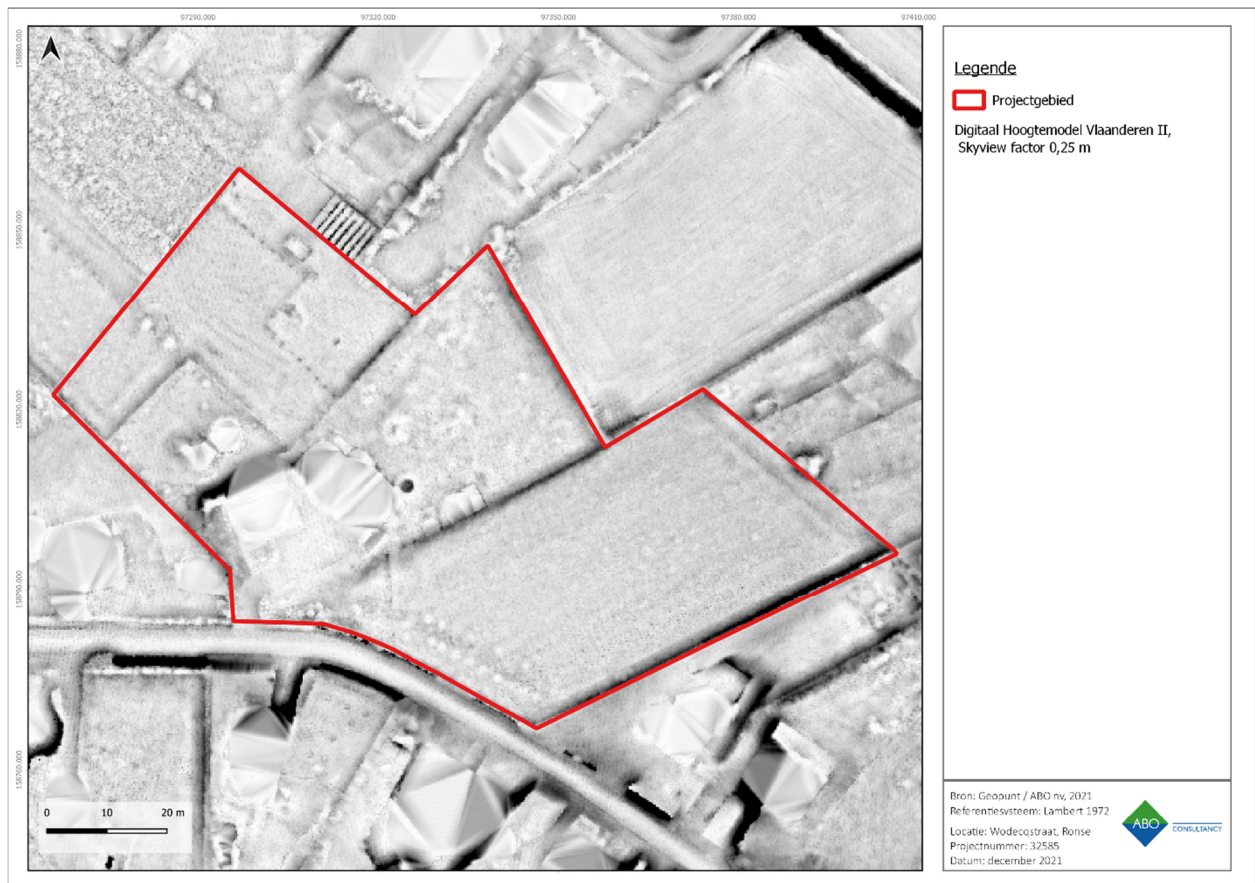 97290.000 97320.000 97350.000 97380.000 97410.000
158880.000
158850.000
158820.000
158790.000
158760.000
0 10 20 m
Legende
Projectgebied
Digitaal Hoogtemodel Vlaanderen II,
Skyview factor 0,25 m
Bron: Geopunt / ABO nv, 2021
Referentiesysteem: Lambert 1972
Locatie: Wodecqstraat, Ronse
Projectnummer: 32585
Datum: december 2021
ABO CONSULTANCY